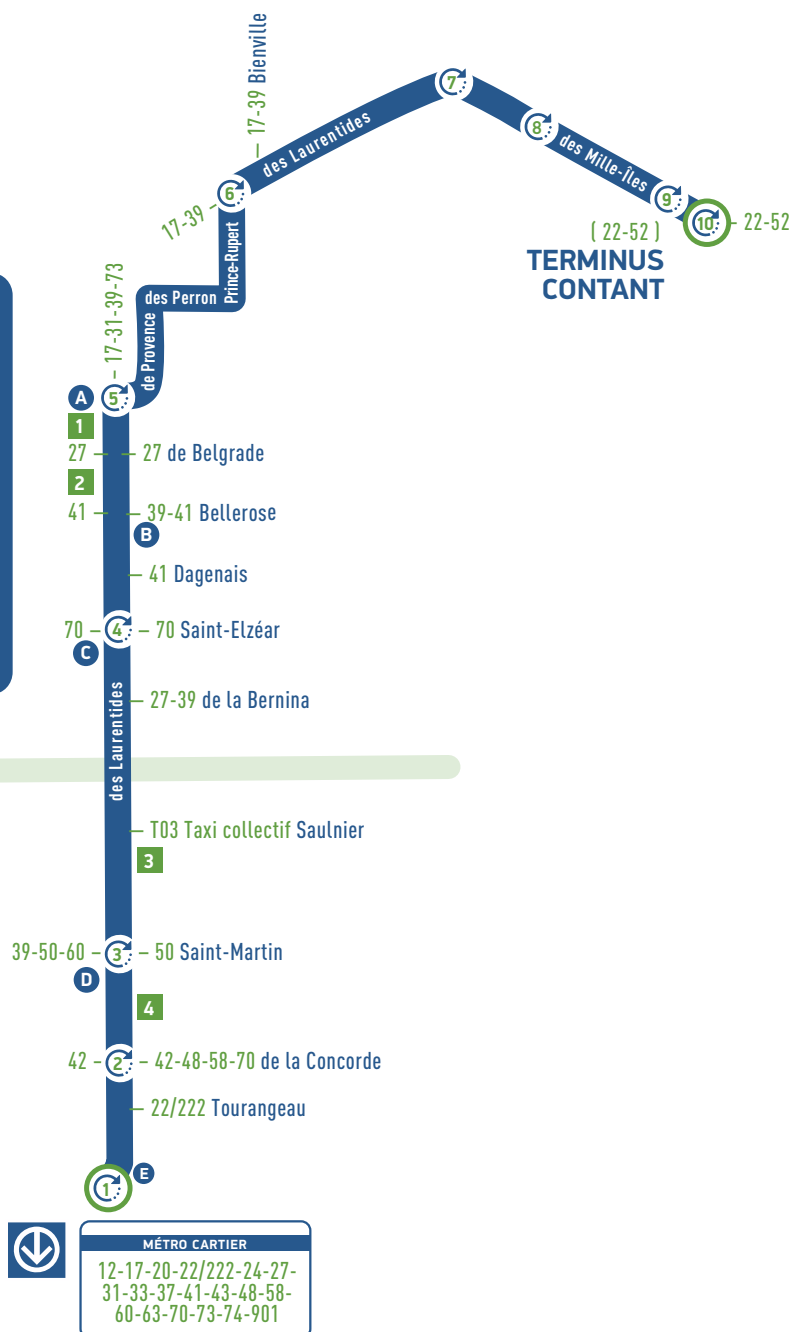 17-39 Bienville
7
des Laurentides
8
des Mille-Îles
6
9
17-39
10
22-52
( 22-52 )
TERMINUS
CONTANT
Prince-Rupert
des Perron
17-31-39-73
de Provence
A
5
1
27
27 de Belgrade
2
41
39-41 Bellerose
B
41 Dagenais
70
4
70 Saint-Elzéar
C
27-39 de la Bernina
des Laurentides
T03 Taxi collectif Saulnier
3
39-50-60
3
50 Saint-Martin
D
4
42
2
42-48-58-70 de la Concorde
22/222 Tourangeau
E
1
MÉTRO CARTIER
12-17-20-22/222-24-27-
31-33-37-41-43-48-58-
60-63-70-73-74-901